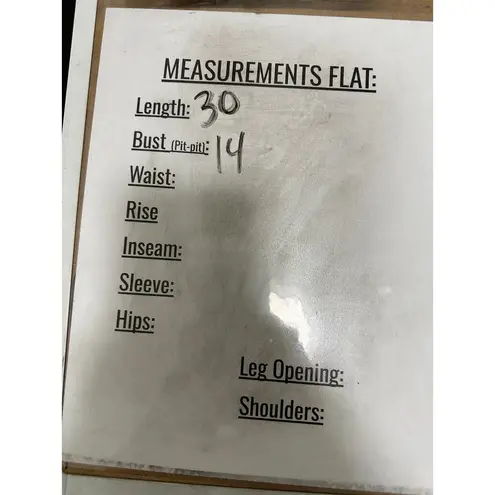 MEASUREMENTS FLAT:
Length: 30
Bust (Pit-pit): 14
Waist:
Rise
Inseam:
Sleeve:
Hips:
Leg Opening:
Shoulders: